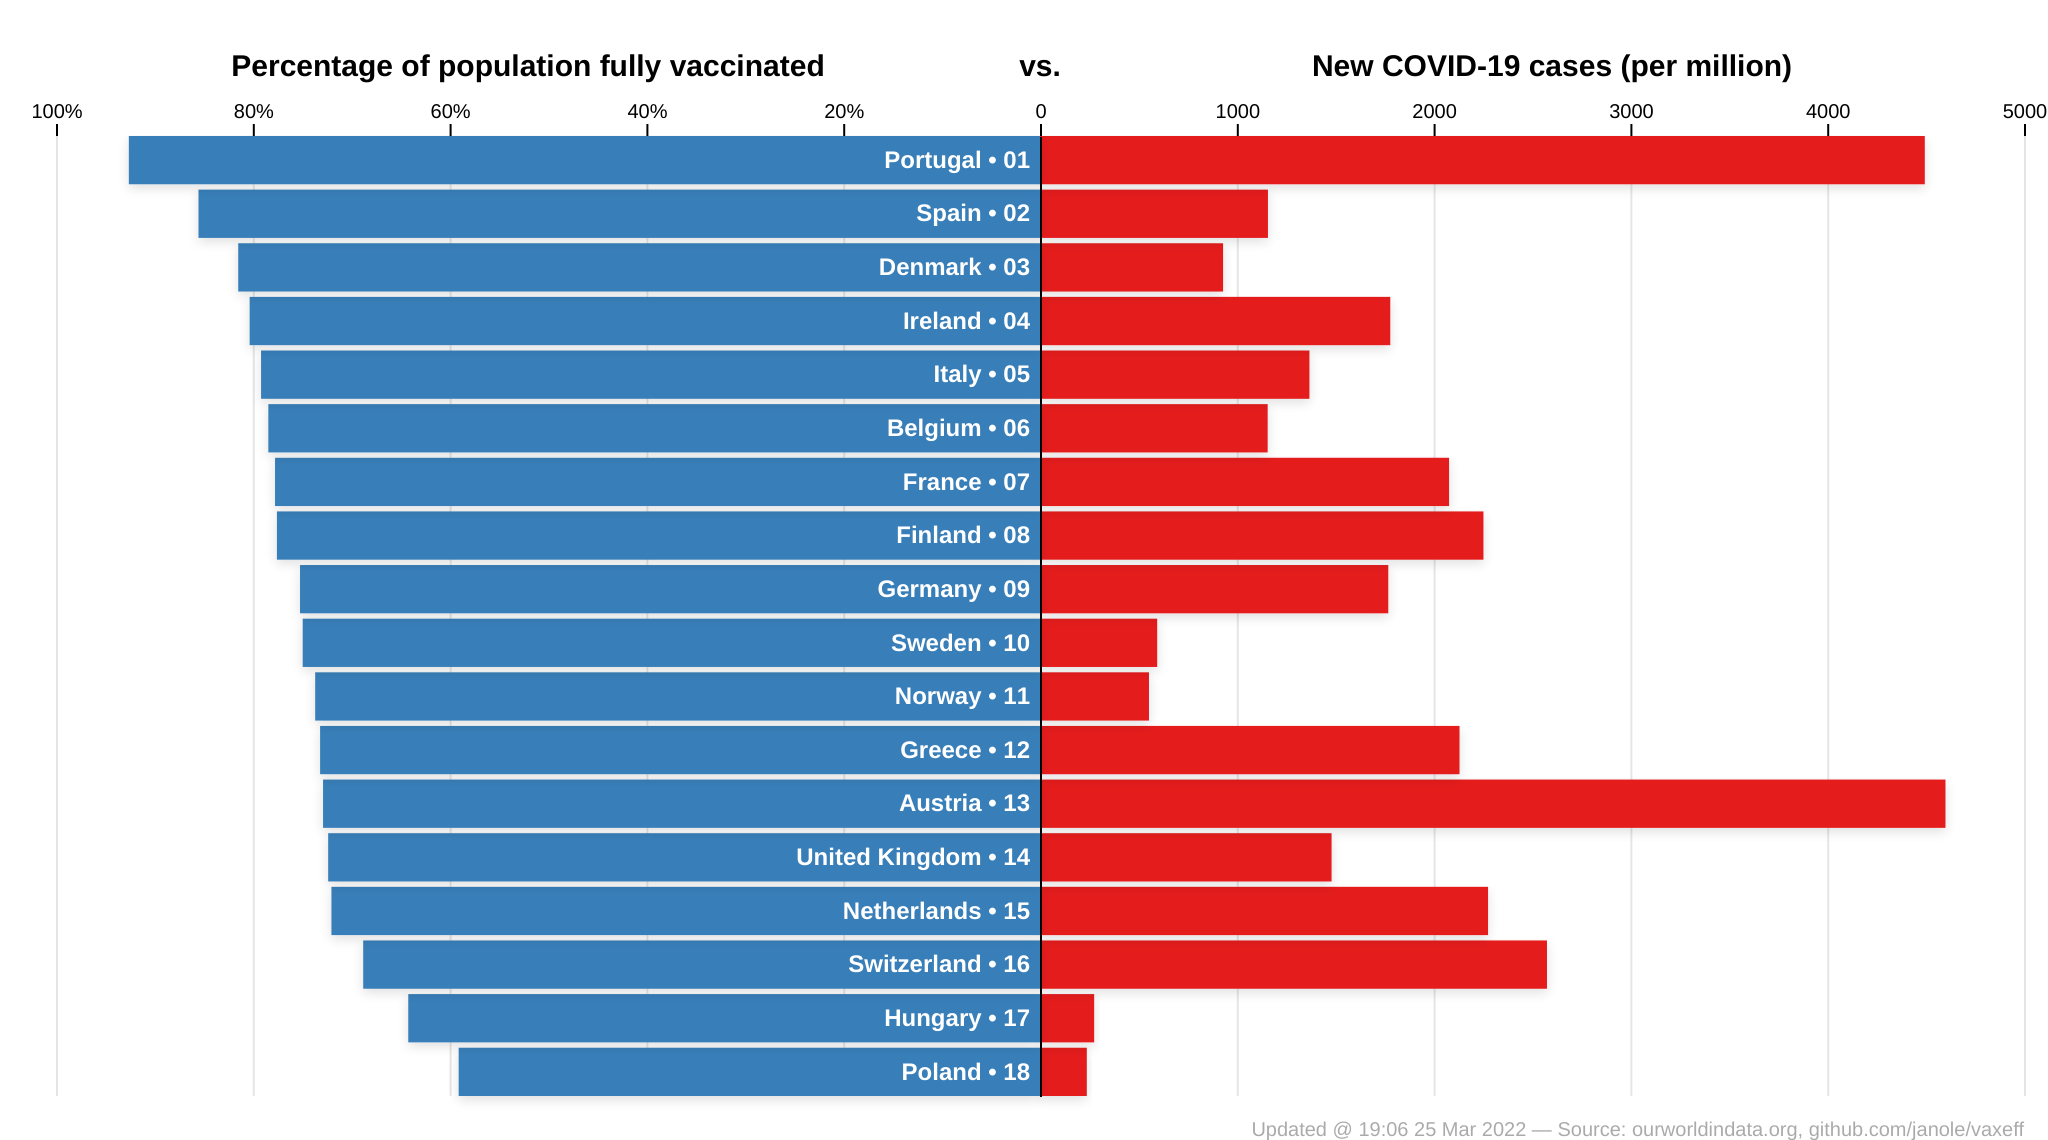 Percentage of population fully vaccinated vs. New COVID-19 cases (per million)
100% 80% 60% 40% 20% 0 1000 2000 3000 4000 5000
Portugal • 01
Spain • 02
Denmark • 03
Ireland • 04
Italy • 05
Belgium • 06
France • 07
Finland • 08
Germany • 09
Sweden • 10
Norway • 11
Greece • 12
Austria • 13
United Kingdom • 14
Netherlands • 15
Switzerland • 16
Hungary • 17
Poland • 18
Updated @ 19:06 25 Mar 2022 — Source: ourworldindata.org, github.com/janole/vaxeff